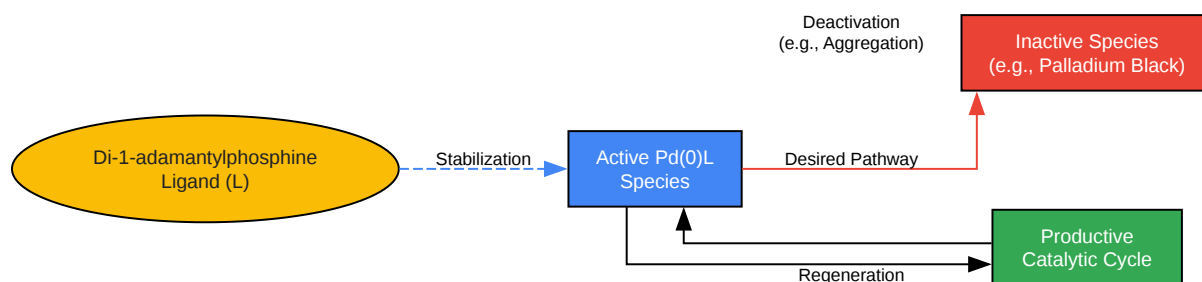 Deactivation
(e.g., Aggregation)
Inactive Species
(e.g., Palladium Black)
Di-1-adamantylphosphine
Ligand (L)
Stabilization
Active Pd(0)L
Species
Desired Pathway
Productive
Catalytic Cycle
Regeneration